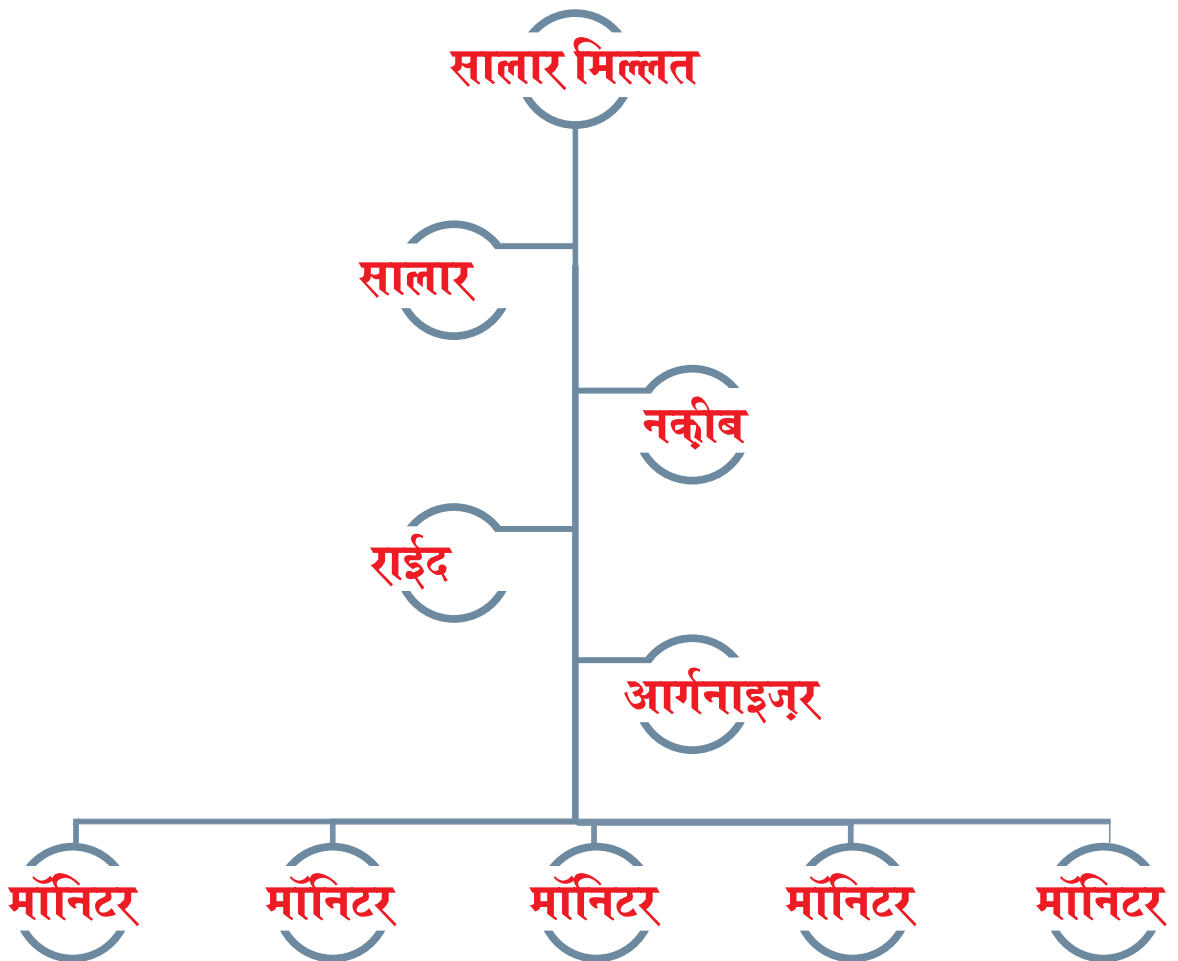 सालार मिल्लत
सालार
नक़ीब
राईद
आर्गनाइज़र
मॉनिटर मॉनिटर मॉनिटर मॉनिटर मॉनिटर